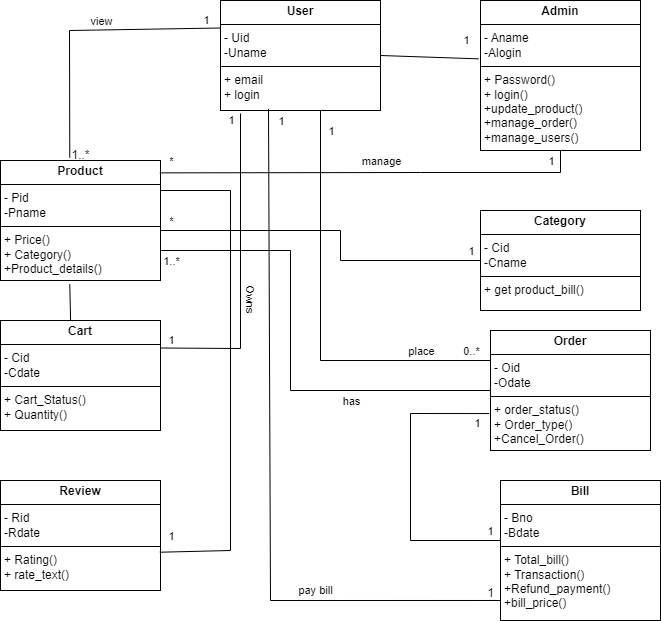 User
- Uid
- Uname
+ email
+ login
Admin
- Aname
-Alogin
+ Password()
+ login()
+update_product()
+manage_order()
+manage_users()
view
1
1
1..*
*
1
1
1
manage
1
Product
- Pid
-Pname
+ Price()
+ Category()
+Product_details()
*
1..*
Category
1
- Cid
-Cname
+ get product_bill()
Owns
Cart
- Cid
-Cdate
+ Cart_Status()
+ Quantity()
1
place
0..*
has
Order
- Oid
- Odate
+ order_status()
+ Order_type()
+Cancel_Order()
1
Review
- Rid
-Rdate
+ Rating()
+ rate_text()
1
Bill
- Bno
-Bdate
+ Total_bill()
+ Transaction()
+Refund_payment()
+bill_price()
1
pay bill
1